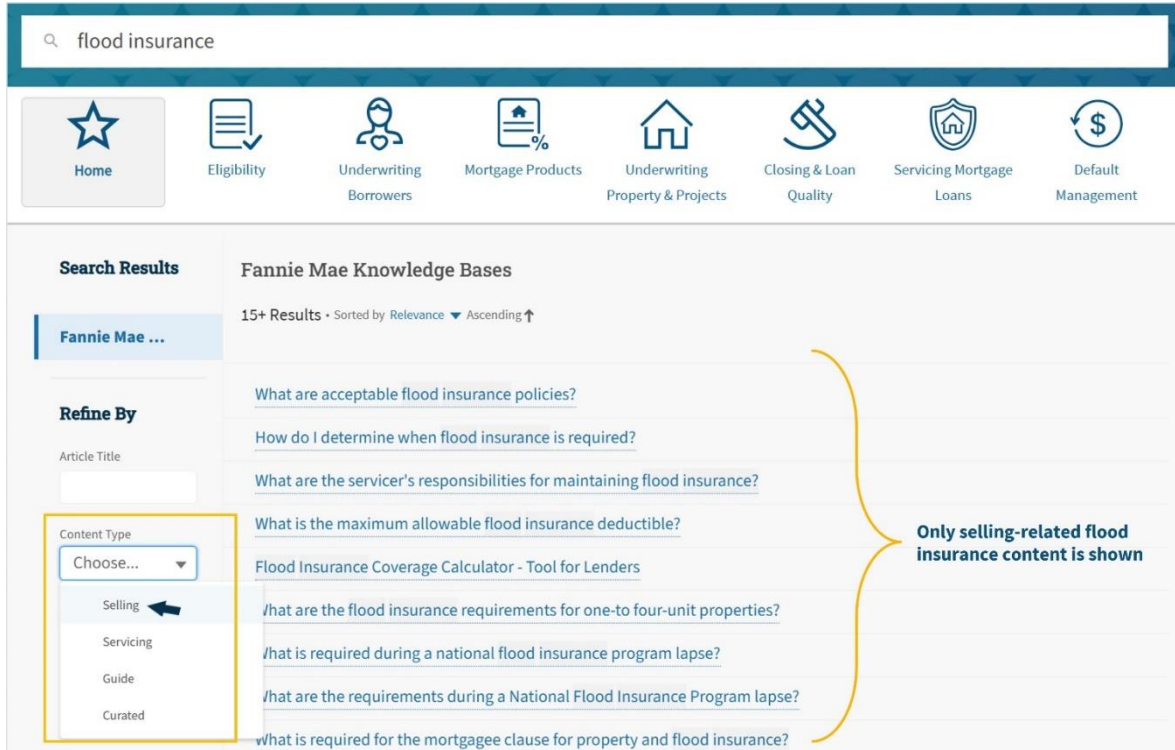 flood insurance
Home
Eligibility
Underwriting
Borrowers
Mortgage Products
Underwriting
Property & Projects
Closing & Loan
Quality
Servicing Mortgage
Loans
Default
Management
Search Results
Fannie Mae ...
Refine By
Article Title
Content Type
Choose...
Selling
Servicing
Guide
Curated
Fannie Mae Knowledge Bases
15+ Results • Sorted by Relevance Ascending
What are acceptable flood insurance policies?
How do I determine when flood insurance is required?
What are the servicer's responsibilities for maintaining flood insurance?
What is the maximum allowable flood insurance deductible?
Flood Insurance Coverage Calculator - Tool for Lenders
What are the flood insurance requirements for one-to four-unit properties?
What is required during a national flood insurance program lapse?
What are the requirements during a National Flood Insurance Program lapse?
What is required for the mortgagee clause for property and flood insurance?
Only selling-related flood
insurance content is shown